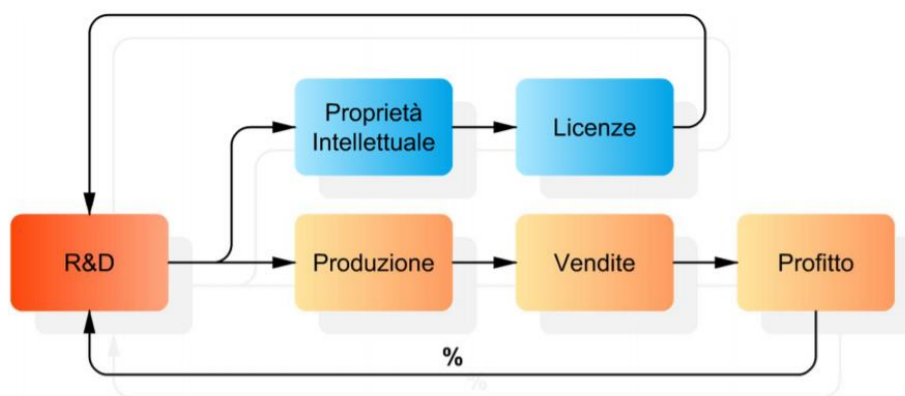 Proprietà
Intellettuale
Licenze
R&D
Produzione
Vendite
Profitto
%